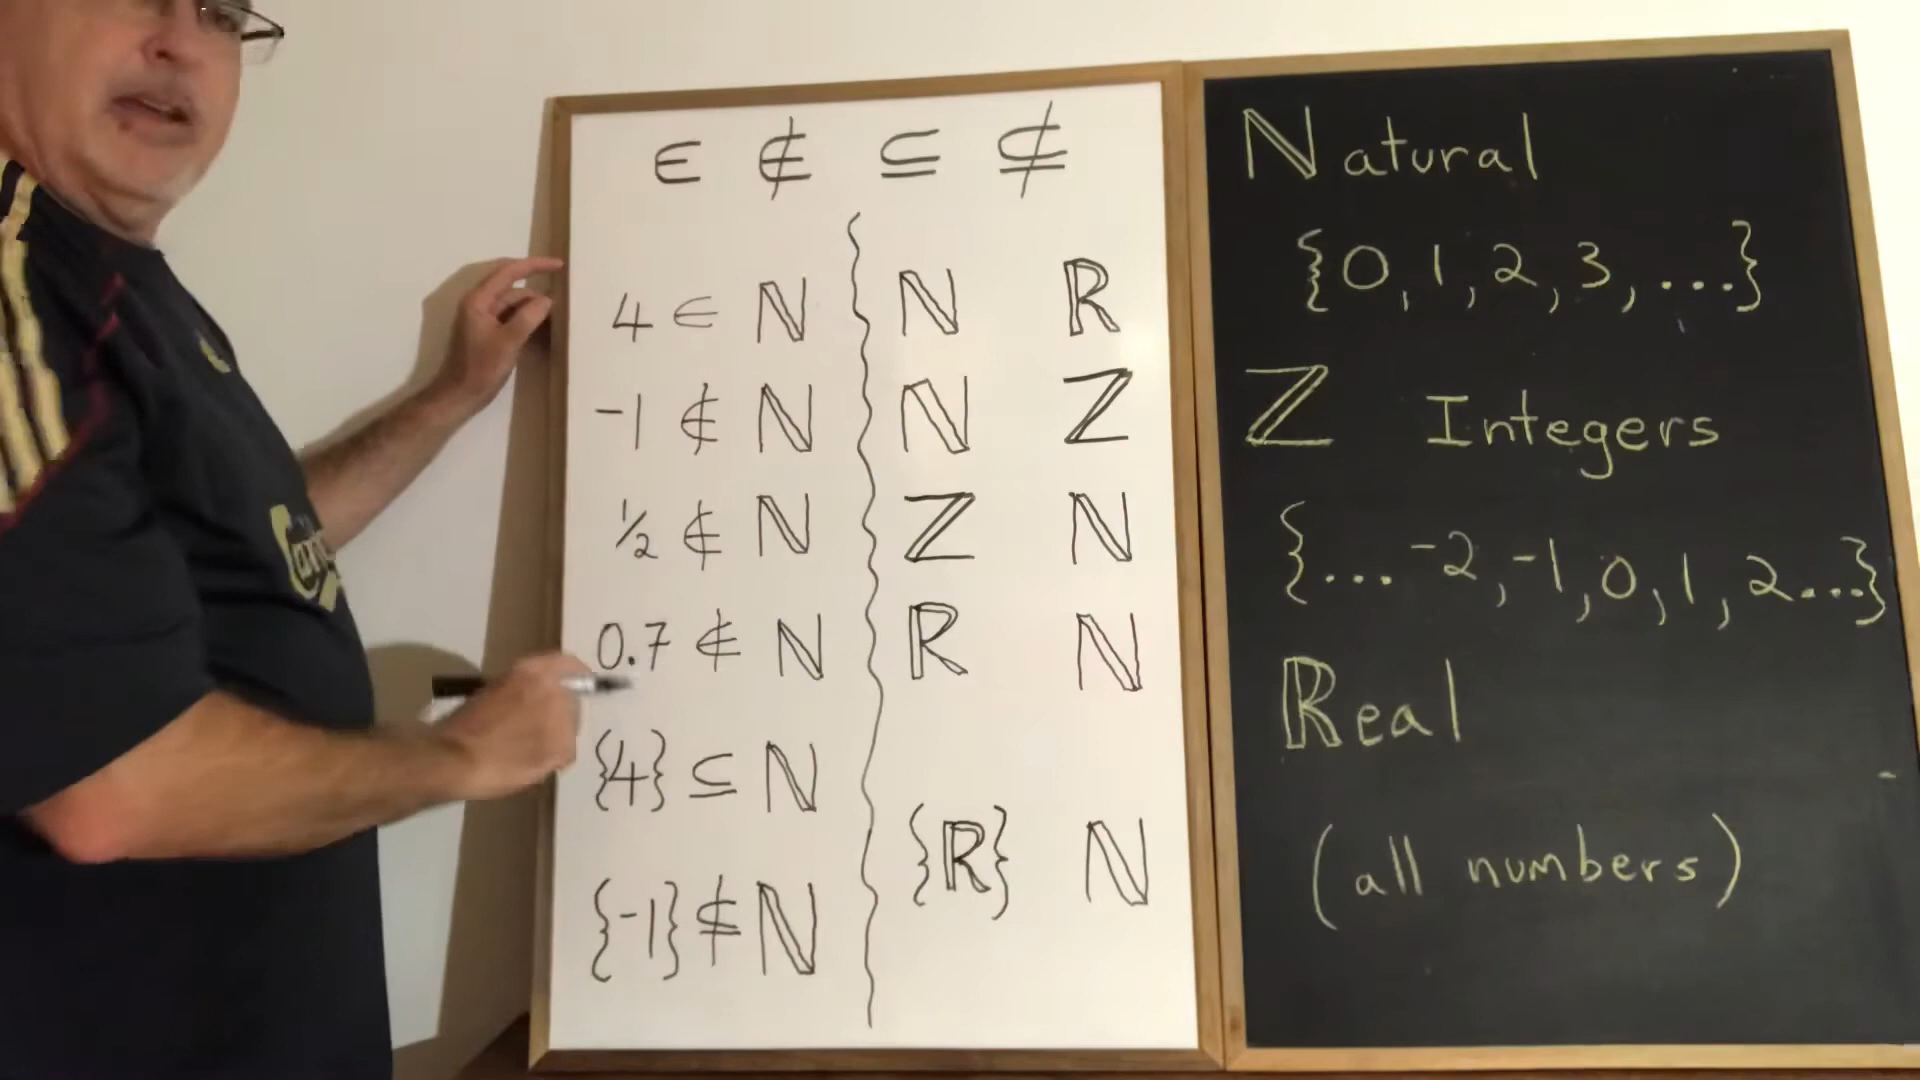 ∈ ∉ ⊆ ⊈
4 ∈ ℕ
-1 ∉ ℕ
½ ∉ ℕ
0.7 ∉ ℕ
{4} ⊆ ℕ
{-1} ⊈ ℕ
ℕ ℝ
ℕ ℤ
ℤ ℕ
ℝ ℕ
{ℝ} ℕ
ℕatural
{0, 1, 2, 3, ...}
ℤ Integers
{... -2, -1, 0, 1, 2...}
ℝeal
(all numbers)